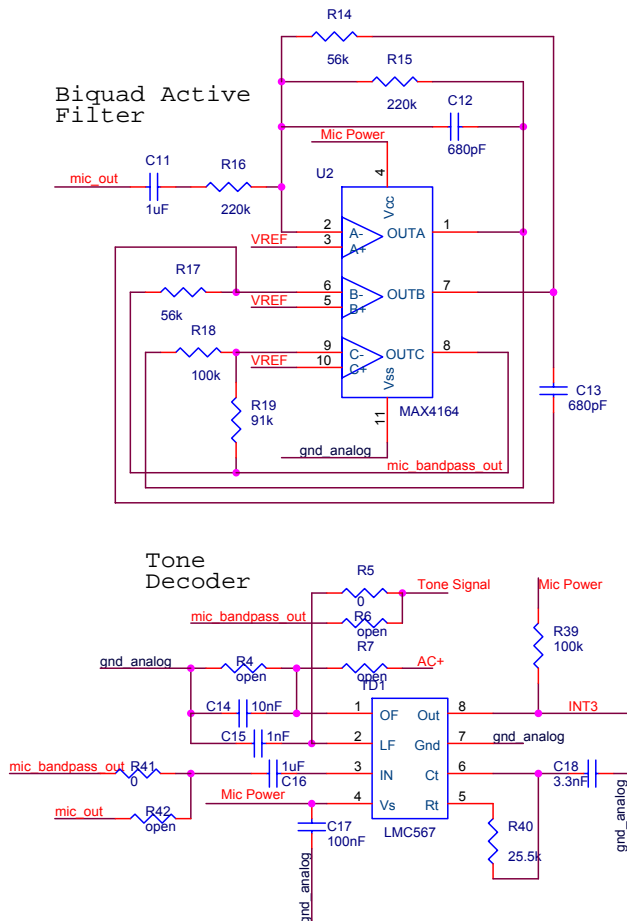 R14
56k
R15
220k
Biquad Active
Filter
C12
680pF
Mic Power
C11
R16
mic_out
1uF
220k
U2
4
Vcc
2
A-
OUTA
1
VREF
3
A+
R17
56k
6
B-
OUTB
7
VREF
5
B+
R18
100k
9
C-
OUTC
8
VREF
10
C+
Vss
11
MAX4164
C13
680pF
R19
91k
gnd_analog
mic_bandpass_out
Tone
Decoder
R5
0
Tone Signal
Mic Power
mic_bandpass_out
R6
open
R39
100k
gnd_analog
R4
open
R7
open
AC+
TD1
C14
10nF
1
OF
Out
8
INT3
C15
1nF
2
LF
Gnd
7
gnd_analog
mic_bandpass_out
R41
0
1uF
C16
3
IN
Ct
6
C18
3.3nF
mic_out
R42
open
Mic Power
4
Vs
Rt
5
LMC567
C17
100nF
R40
25.5k
gnd_analog
gnd_analog